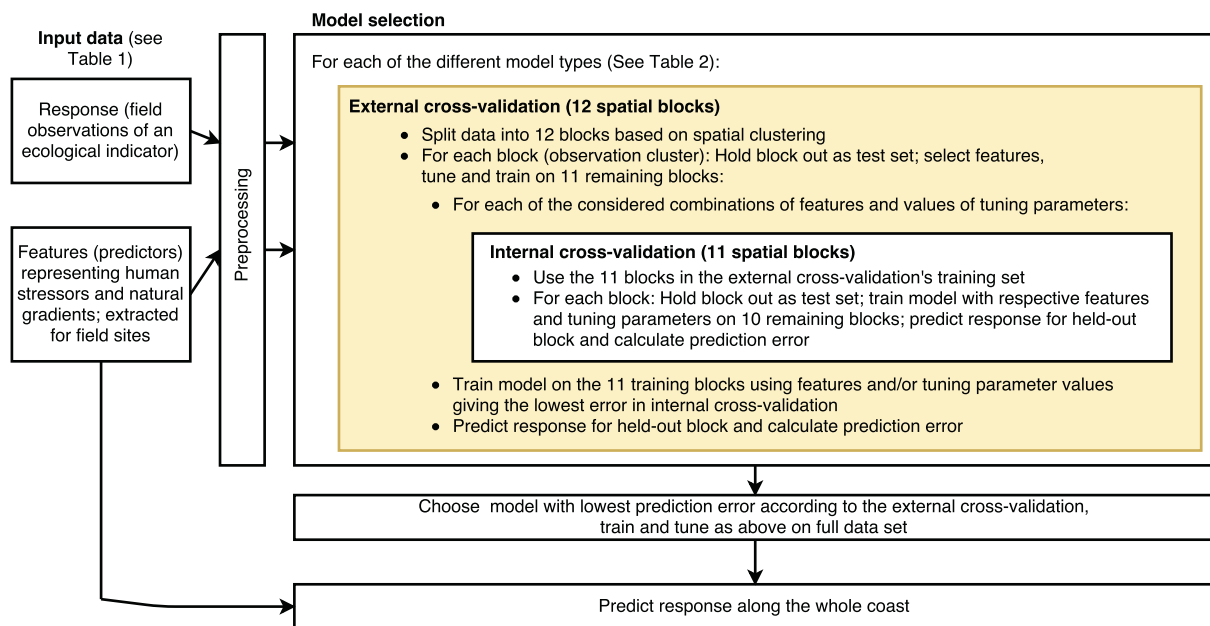 Input data (see
Table 1)
Response (field
observations of an
ecological indicator)
Features (predictors)
representing human
stressors and natural
gradients; extracted
for field sites
Preprocessing
Model selection
For each of the different model types (See Table 2):
External cross-validation (12 spatial blocks)
● Split data into 12 blocks based on spatial clustering
● For each block (observation cluster): Hold block out as test set; select features,
tune and train on 11 remaining blocks:
● For each of the considered combinations of features and values of tuning parameters:
Internal cross-validation (11 spatial blocks)
● Use the 11 blocks in the external cross-validation's training set
● For each block: Hold block out as test set; train model with respective features
and tuning parameters on 10 remaining blocks; predict response for held-out
block and calculate prediction error
● Train model on the 11 training blocks using features and/or tuning parameter values
giving the lowest error in internal cross-validation
● Predict response for held-out block and calculate prediction error
Choose model with lowest prediction error according to the external cross-validation,
train and tune as above on full data set
Predict response along the whole coast